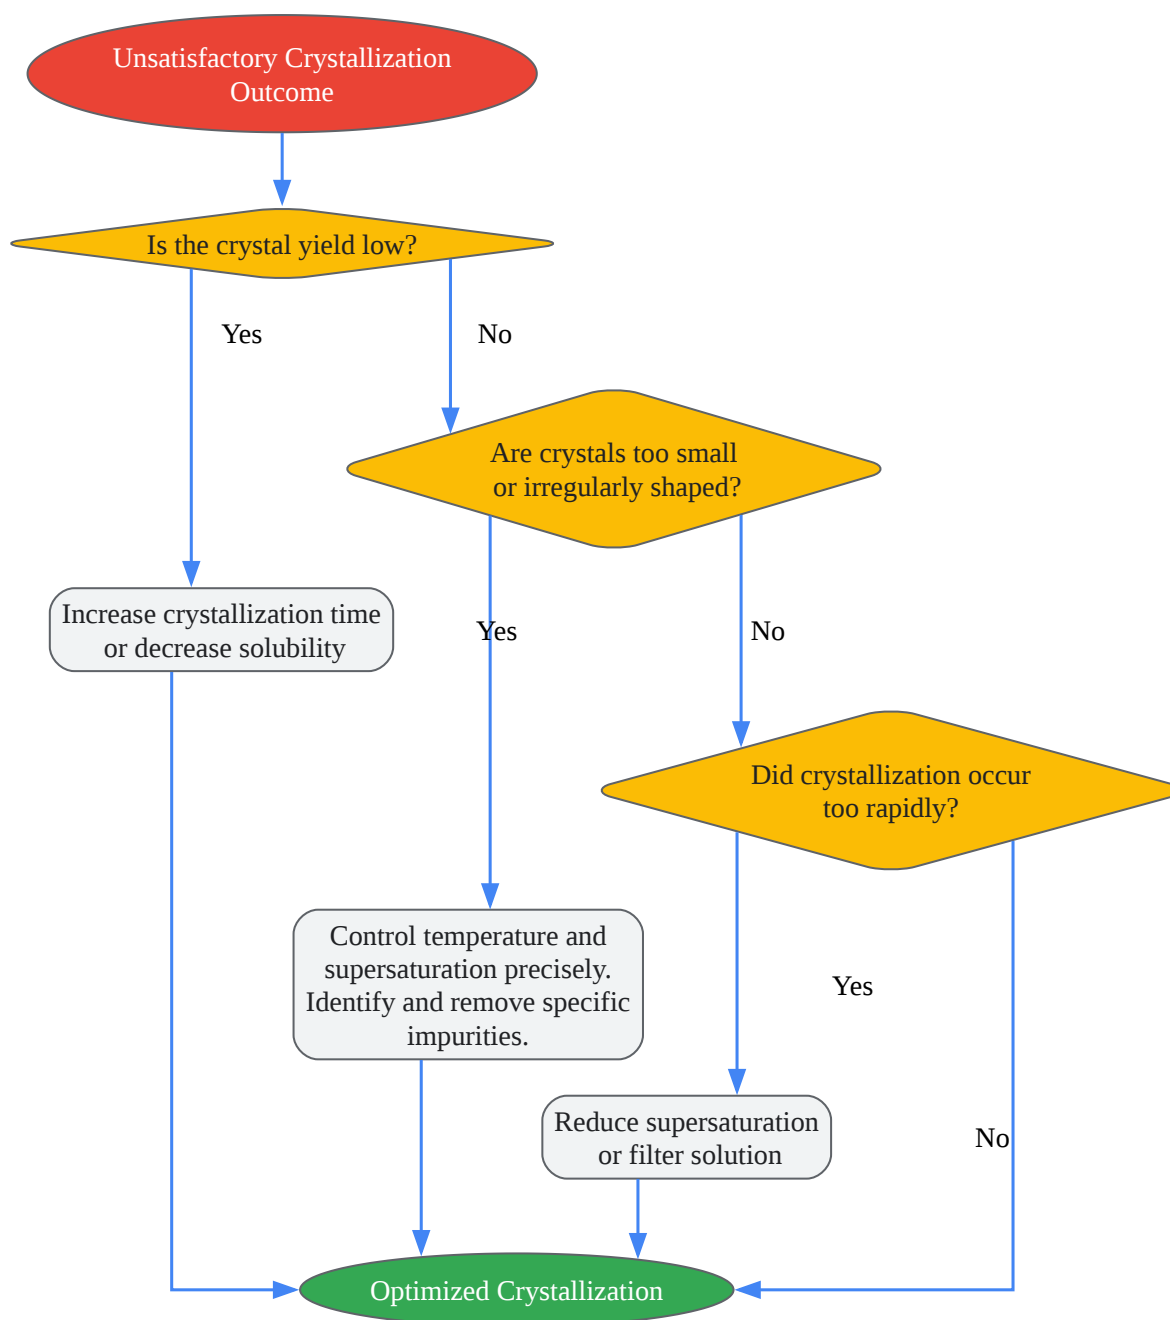 Unsatisfactory Crystallization
Outcome
Is the crystal yield low?
Yes
No
Are crystals too small
or irregularly shaped?
Increase crystallization time
or decrease solubility
Yes
No
Did crystallization occur
too rapidly?
Control temperature and
supersaturation precisely.
Identify and remove specific
impurities.
Yes
Reduce supersaturation
or filter solution
No
Optimized Crystallization